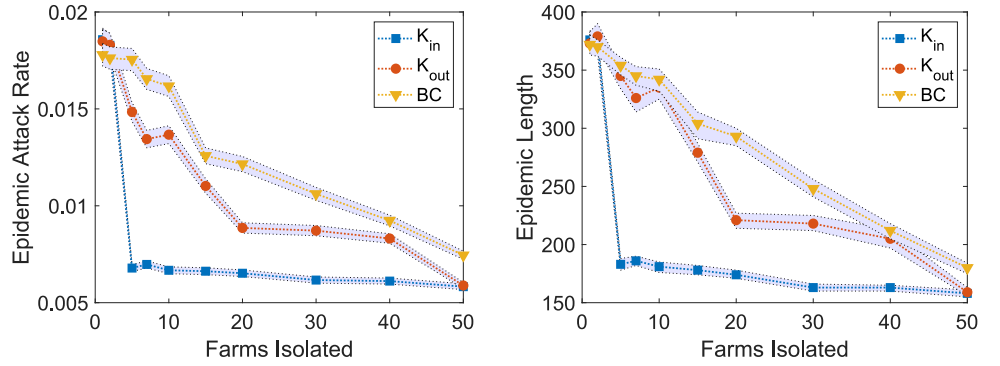 0.02
0.015
0.01
0.005
Epidemic Attack Rate
0 10 20 30 40 50
Farms Isolated
K_in
K_out
BC
400
350
300
250
200
150
Epidemic Length
0 10 20 30 40 50
Farms Isolated
K_in
K_out
BC